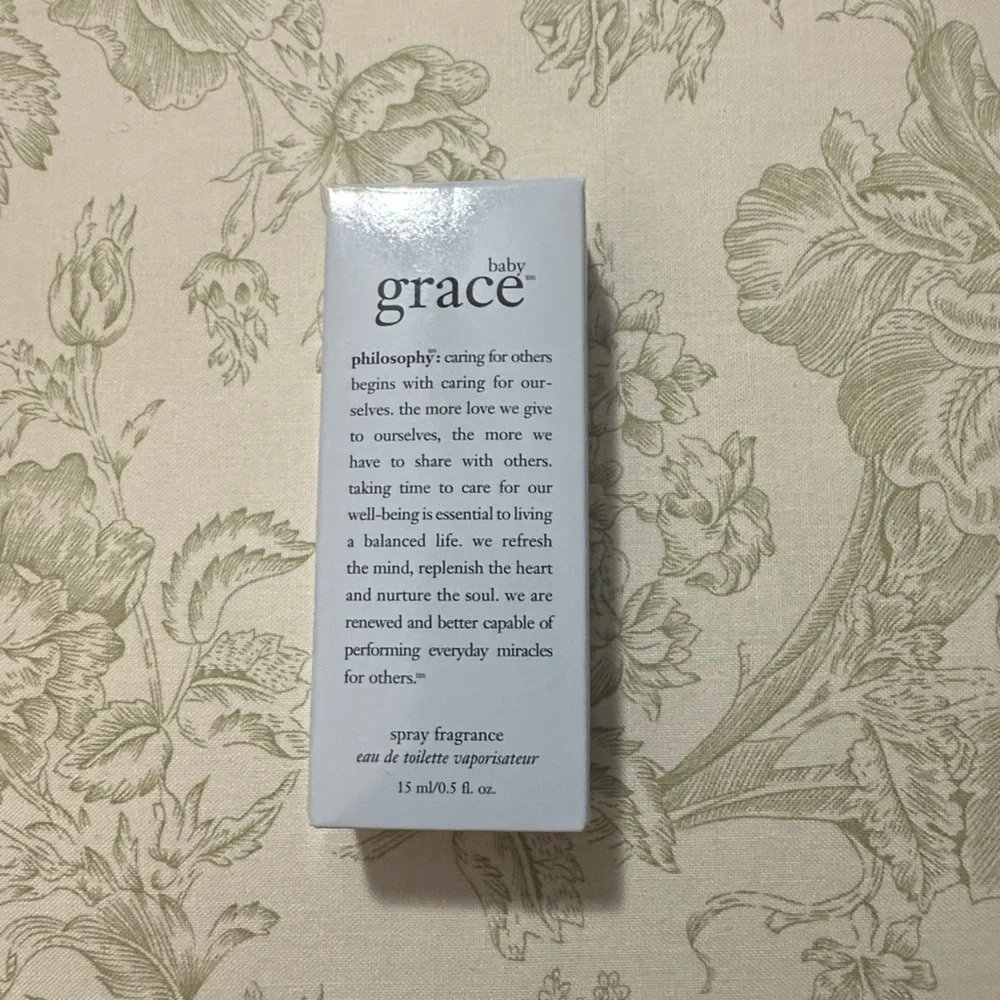 baby
grace™
philosophy:™ caring for others
begins with caring for our-
selves. the more love we give
to ourselves, the more we
have to share with others.
taking time to care for our
well-being is essential to living
a balanced life. we refresh
the mind, replenish the heart
and nurture the soul. we are
renewed and better capable of
performing everyday miracles
for others.™
spray fragrance
eau de toilette vaporisateur
15 ml/0.5 fl. oz.